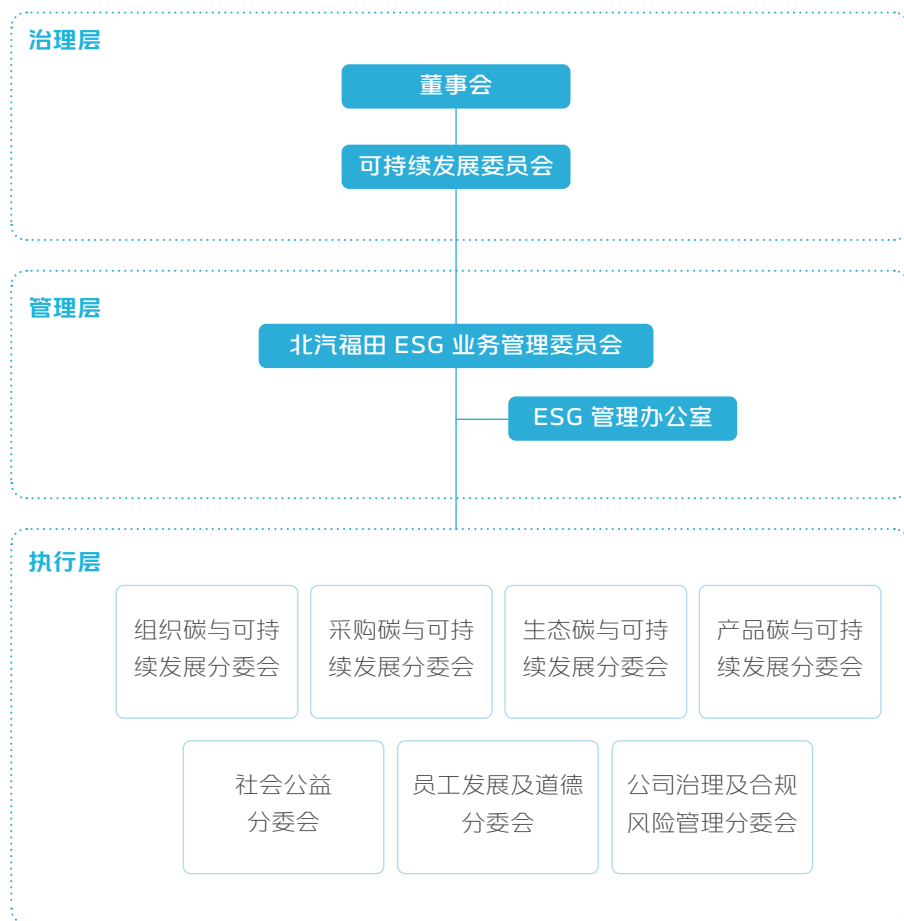 治理层
董事会
可持续发展委员会
管理层
北汽福田 ESG 业务管理委员会
ESG 管理办公室
执行层
组织碳与可持
续发展分委会
采购碳与可持
续发展分委会
生态碳与可持
续发展分委会
产品碳与可持
续发展分委会
社会公益
分委会
员工发展及道德
分委会
公司治理及合规
风险管理分委会